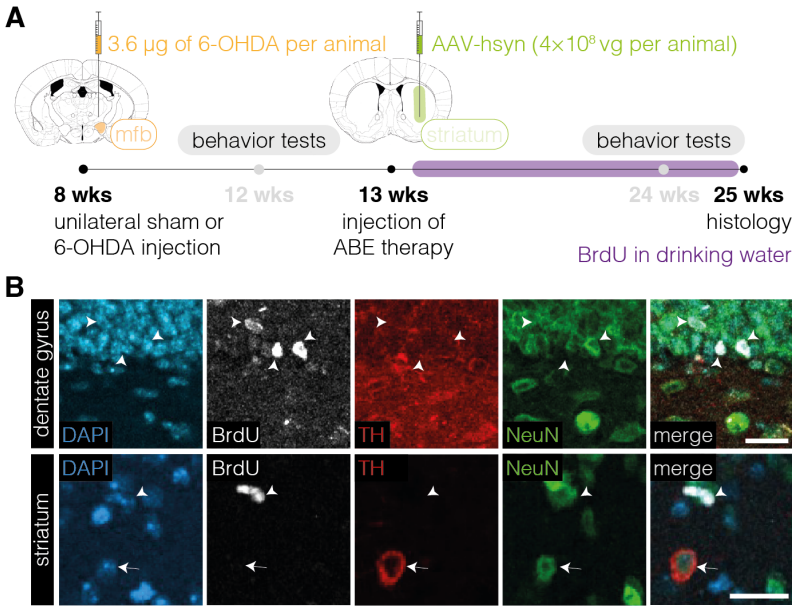 A
3.6 µg of 6-OHDA per animal
AAV-hsyn (4×10⁸ vg per animal)
mfb
striatum
behavior tests
behavior tests
8 wks
12 wks
13 wks
24 wks
25 wks
unilateral sham or
6-OHDA injection
injection of
ABE therapy
histology
BrdU in drinking water
B
dentate gyrus
DAPI
BrdU
TH
NeuN
merge
striatum
DAPI
BrdU
TH
NeuN
merge